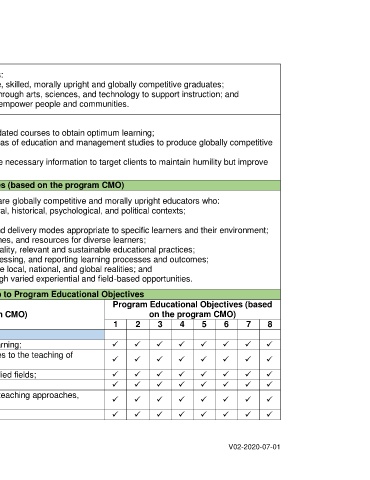 s:
, skilled, morally upright and globally competitive graduates;
hrough arts, sciences, and technology to support instruction; and
empower people and communities.
dated courses to obtain optimum learning;
as of education and management studies to produce globally competitive
e necessary information to target clients to maintain humility but improve
es (based on the program CMO)
are globally competitive and morally upright educators who:
al, historical, psychological, and political contexts;
nd delivery modes appropriate to specific learners and their environment;
nes, and resources for diverse learners;
ality, relevant and sustainable educational practices;
essing, and reporting learning processes and outcomes;
e local, national, and global realities; and
gh varied experiential and field-based opportunities.
p to Program Educational Objectives
m CMO)
Program Educational Objectives (based
on the program CMO)
1 2 3 4 5 6 7 8
arning; ✓ ✓ ✓ ✓ ✓ ✓ ✓ ✓
es to the teaching of ✓ ✓ ✓ ✓ ✓ ✓ ✓ ✓
lied fields; ✓ ✓ ✓ ✓ ✓ ✓ ✓ ✓
✓ ✓ ✓ ✓ ✓ ✓ ✓ ✓
teaching approaches, ✓ ✓ ✓ ✓ ✓ ✓ ✓ ✓
✓ ✓ ✓ ✓ ✓ ✓ ✓ ✓
V02-2020-07-01